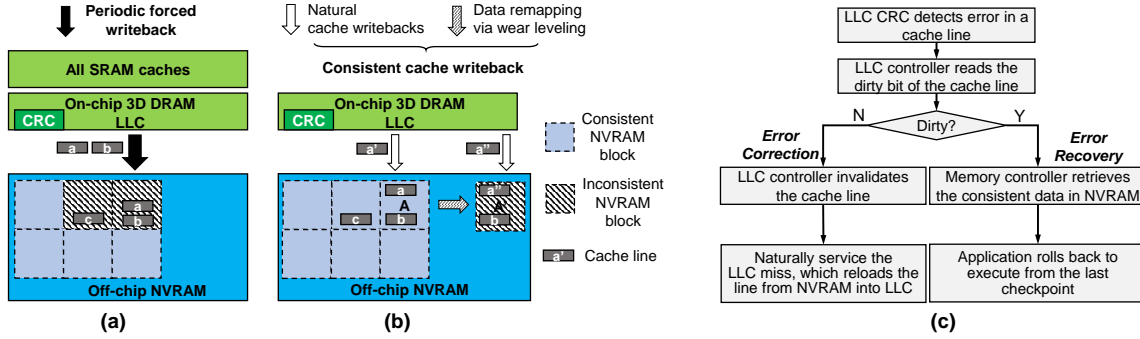 Periodic forced
writeback
All SRAM caches
On-chip 3D DRAM
LLC
CRC
a b
a
c b
Off-chip NVRAM
(a)
Natural
cache writebacks
Data remapping
via wear leveling
Consistent cache writeback
On-chip 3D DRAM
LLC
CRC
a' a''
a a''
A A'
c b b
Off-chip NVRAM
(b)
Consistent
NVRAM
block
Inconsistent
NVRAM
block
a' Cache line
LLC CRC detects error in a
cache line
LLC controller reads the
dirty bit of the cache line
N Dirty? Y
Error
Correction
Error
Recovery
LLC controller invalidates
the cache line
Memory controller retrieves
the consistent data in NVRAM
Naturally service the
LLC miss, which reloads the
line from NVRAM into LLC
Application rolls back to
execute from the last
checkpoint
(c)